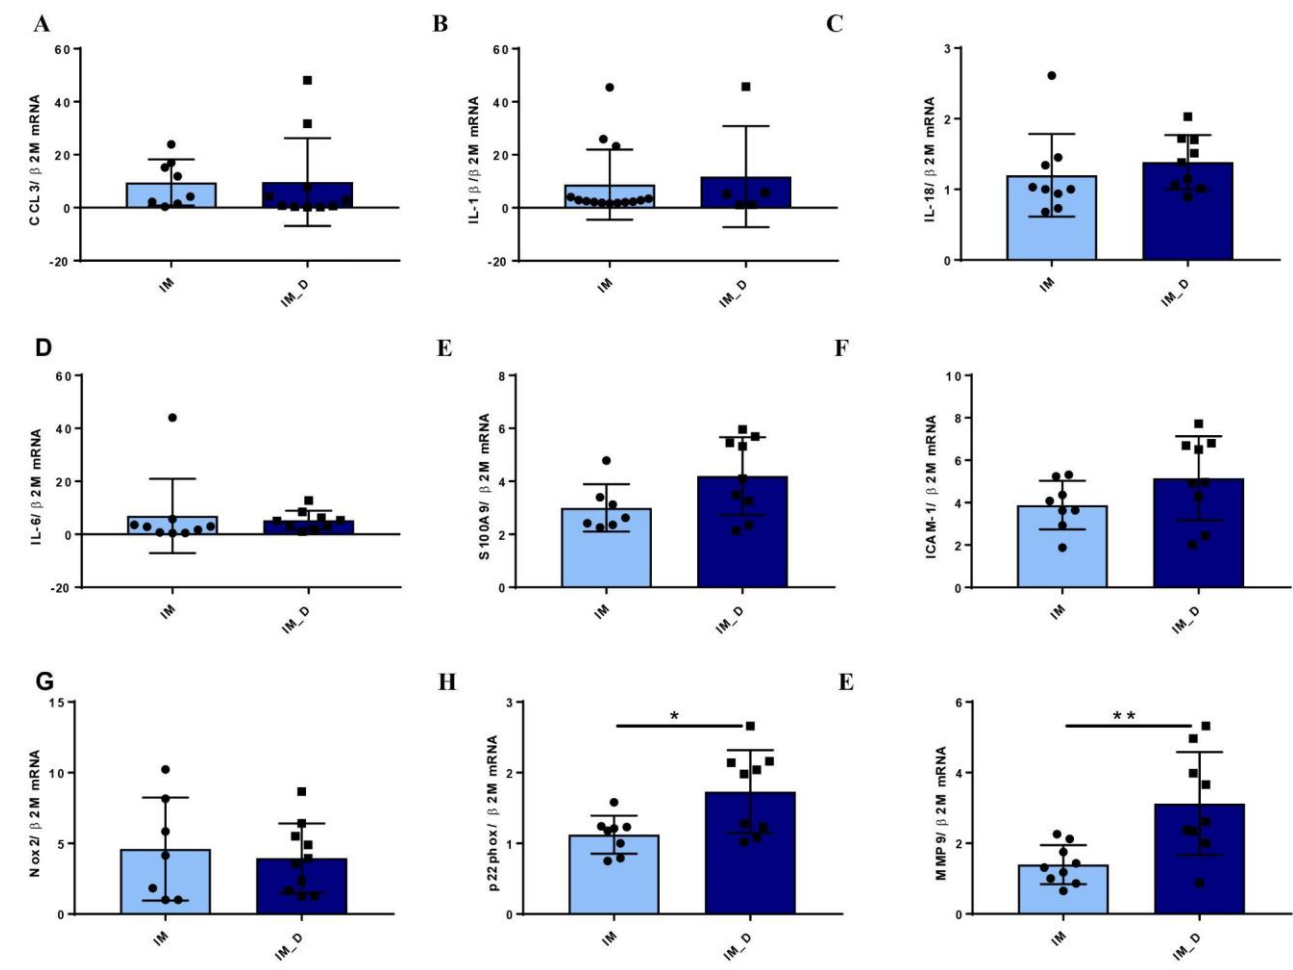 A
CCL3/ β2M mRNA
60
40
20
0
-20
IM
IM_D
B
IL-1β/β2M mRNA
60
40
20
0
-20
IM
IM_D
C
IL-18/ β2M mRNA
3
2
1
0
IM
IM_D
D
IL-6/ β2M mRNA
60
40
20
0
-20
IM
IM_D
E
S100A9/ β2M mRNA
8
6
4
2
0
IM
IM_D
F
ICAM-1/ β2M mRNA
10
8
6
4
2
0
IM
IM_D
G
Nox2/ β2M mRNA
15
10
5
0
IM
IM_D
H
p22phox/ β2M mRNA
3
2
1
0
*
IM
IM_D
E
MMP9/ β2M mRNA
6
4
2
0
**
IM
IM_D